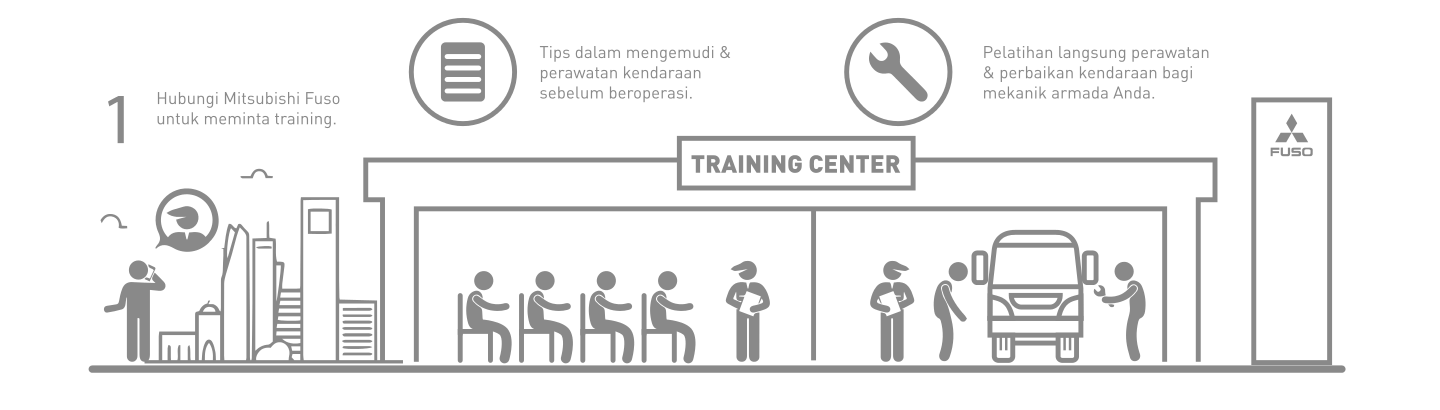 1
Hubungi Mitsubishi Fuso
untuk meminta training.
Tips dalam mengemudi &
perawatan kendaraan
sebelum beroperasi.
Pelatihan langsung perawatan
& perbaikan kendaraan bagi
mekanik armada Anda.
TRAINING CENTER
FUSO